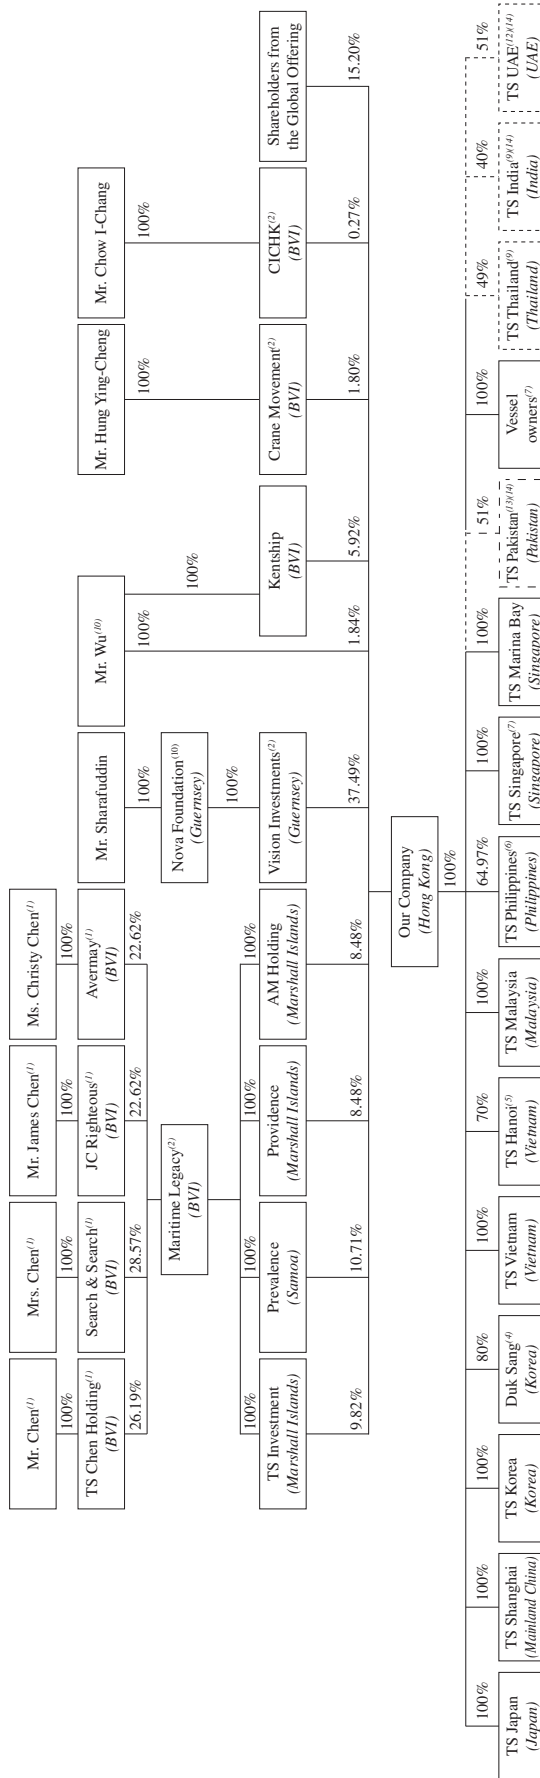 Mr. Chen(1)
Mrs. Chen(1)
Mr. James Chen(1)
Ms. Christy Chen(1)
100%
100%
100%
100%
TS Chen Holding(1)
(BVI)
Search & Search(1)
(BVI)
JC Righteous(1)
(BVI)
Avermay(1)
(BVI)
Mr. Sharafuddin
Mr. Wu(10)
Mr. Hung Ying-Cheng
Mr. Chow I-Chang
26.19%
28.57%
22.62%
22.62%
100%
100%
100%
100%
100%
Maritime Legacy(2)
(BVI)
Nova Foundation(10)
(Guernsey)
100%
100%
100%
100%
100%
TS Investment
(Marshall Islands)
Prevalence
(Samoa)
Providence
(Marshall Islands)
AM Holding
(Marshall Islands)
Vision Investments(2)
(Guernsey)
Kentship
(BVI)
Crane Movement(2)
(BVI)
CICHK(2)
(BVI)
Shareholders from
the Global Offering
9.82%
10.71%
8.48%
8.48%
37.49%
1.84%
5.92%
1.80%
0.27%
15.20%
Our Company
(Hong Kong)
100%
100%
100%
100%
80%
100%
70%
100%
64.97%
100%
100%
51%
100%
49%
40%
51%
TS Japan
(Japan)
TS Shanghai
(Mainland China)
TS Korea
(Korea)
Duk Sang(4)
(Korea)
TS Vietnam
(Vietnam)
TS Hanoi(5)
(Vietnam)
TS Malaysia
(Malaysia)
TS Philippines(6)
(Philippines)
TS Singapore(7)
(Singapore)
TS Marina Bay
(Singapore)
TS Pakistan(13)(14)
(Pakistan)
Vessel
owners(7)
TS Thailand(9)
(Thailand)
TS India(9)(14)
(India)
TS UAE(12)(14)
(UAE)